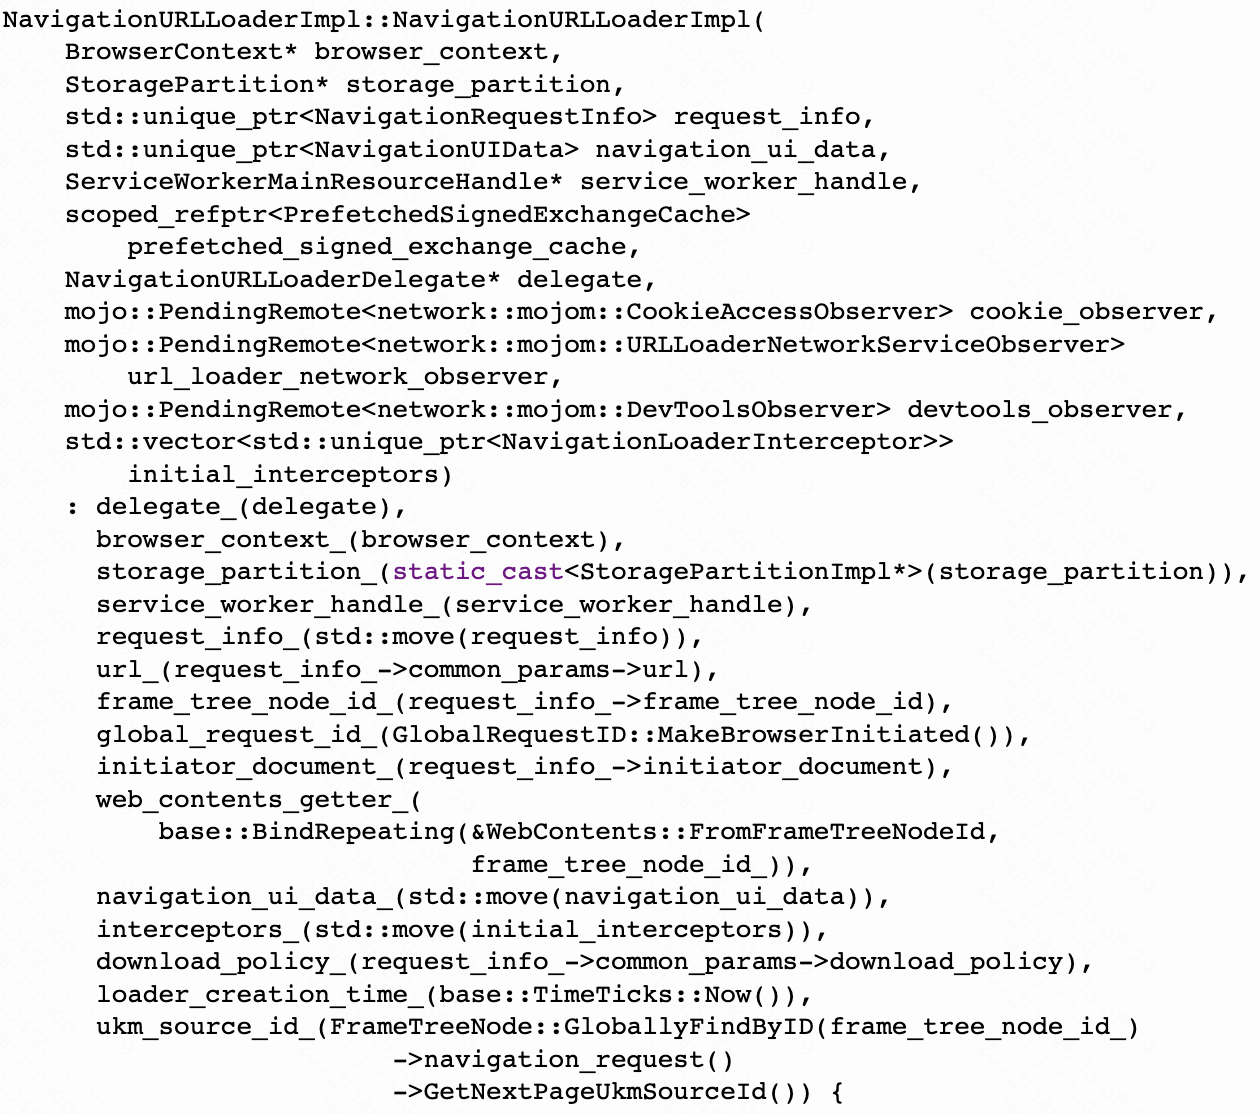 NavigationURLLoaderImpl::NavigationURLLoaderImpl(
    BrowserContext* browser_context,
    StoragePartition* storage_partition,
    std::unique_ptr<NavigationRequestInfo> request_info,
    std::unique_ptr<NavigationUIData> navigation_ui_data,
    ServiceWorkerMainResourceHandle* service_worker_handle,
    scoped_refptr<PrefetchedSignedExchangeCache>
        prefetched_signed_exchange_cache,
    NavigationURLLoaderDelegate* delegate,
    mojo::PendingRemote<network::mojom::CookieAccessObserver> cookie_observer,
    mojo::PendingRemote<network::mojom::URLLoaderNetworkServiceObserver>
        url_loader_network_observer,
    mojo::PendingRemote<network::mojom::DevToolsObserver> devtools_observer,
    std::vector<std::unique_ptr<NavigationLoaderInterceptor>>
        initial_interceptors)
    : delegate_(delegate),
      browser_context_(browser_context),
      storage_partition_(static_cast<StoragePartitionImpl*>(storage_partition)),
      service_worker_handle_(service_worker_handle),
      request_info_(std::move(request_info)),
      url_(request_info_->common_params->url),
      frame_tree_node_id_(request_info_->frame_tree_node_id),
      global_request_id_(GlobalRequestID::MakeBrowserInitiated()),
      initiator_document_(request_info_->initiator_document),
      web_contents_getter_(
          base::BindRepeating(&WebContents::FromFrameTreeNodeId,
                              frame_tree_node_id_)),
      navigation_ui_data_(std::move(navigation_ui_data)),
      interceptors_(std::move(initial_interceptors)),
      download_policy_(request_info_->common_params->download_policy),
      loader_creation_time_(base::TimeTicks::Now()),
      ukm_source_id_(FrameTreeNode::GloballyFindByID(frame_tree_node_id_)
                         ->navigation_request()
                         ->GetNextPageUkmSourceId()) {